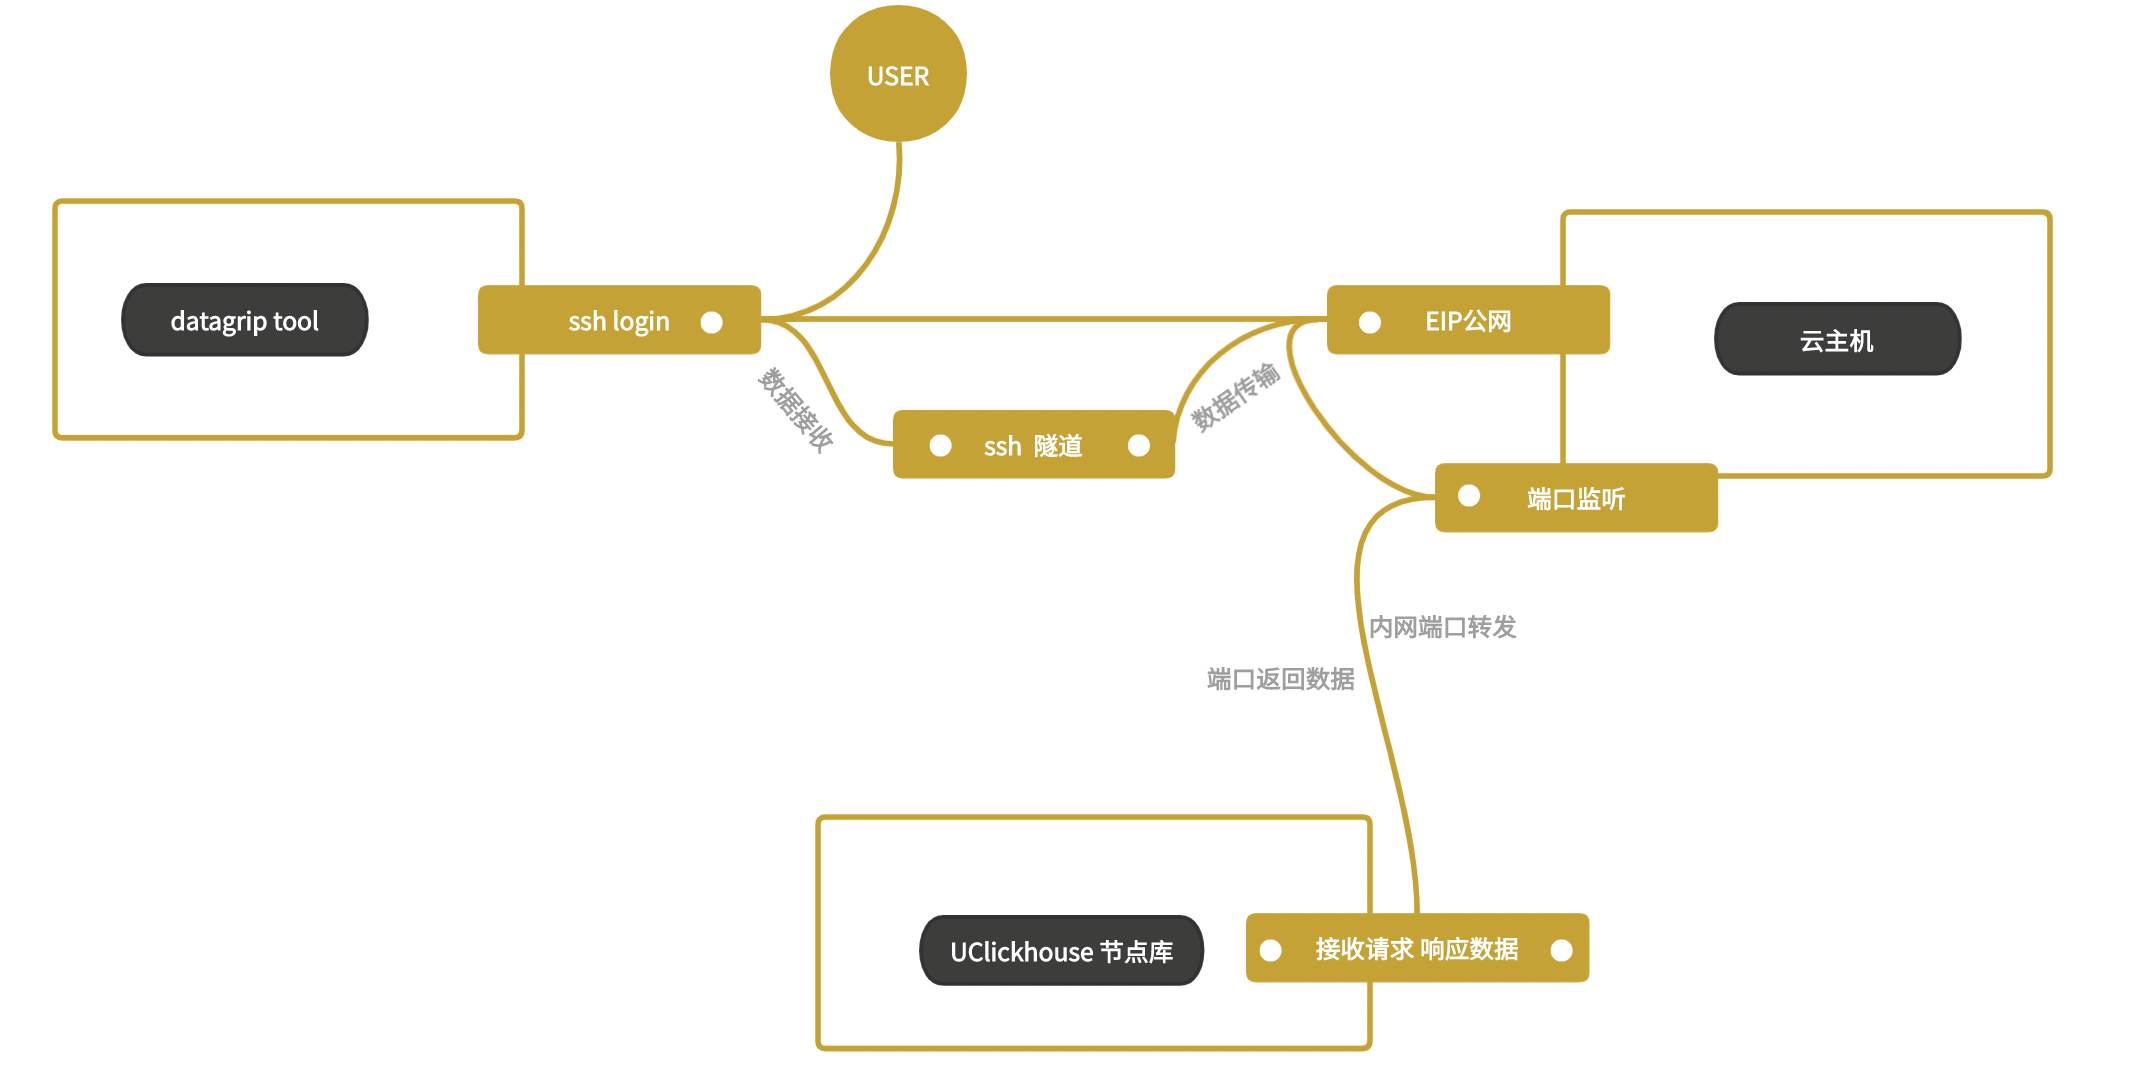 USER
datagrip tool
ssh login
EIP公网
云主机
数据接收
ssh 隧道
数据传输
端口监听
内网端口转发
端口返回数据
UClickhouse 节点库
接收请求 响应数据